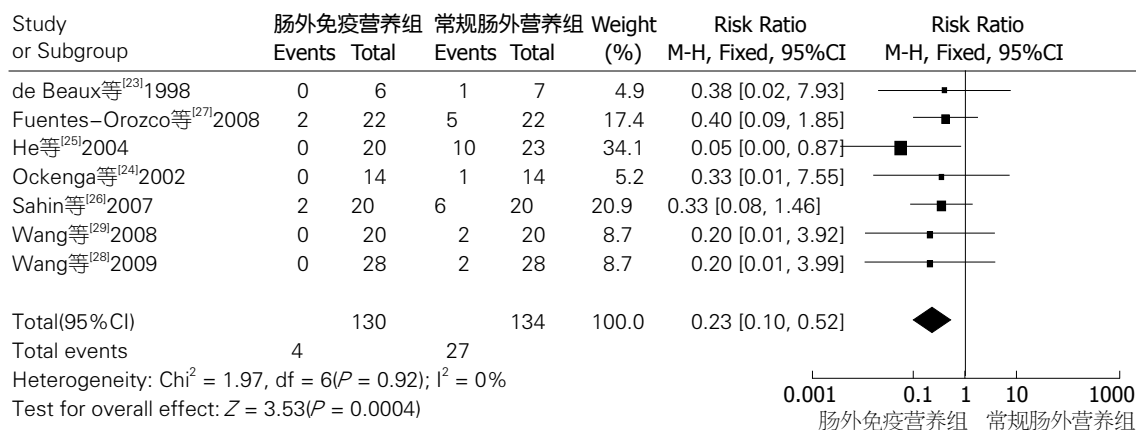 Study 肠外免疫营养组 常规肠外营养组 Weight Risk Ratio Risk Ratio
or Subgroup Events Total Events Total (%) M-H, Fixed, 95%CI M-H, Fixed, 95%CI
de Beaux等[23]1998 0 6 1 7 4.9 0.38 [0.02, 7.93]
Fuentes-Orozco等[27]2008 2 22 5 22 17.4 0.40 [0.09, 1.85]
He等[25]2004 0 20 10 23 34.1 0.05 [0.00, 0.87]
Ockenga等[24]2002 0 14 1 14 5.2 0.33 [0.01, 7.55]
Sahin等[26]2007 2 20 6 20 20.9 0.33 [0.08, 1.46]
Wang等[29]2008 0 20 2 20 8.7 0.20 [0.01, 3.92]
Wang等[28]2009 0 28 2 28 8.7 0.20 [0.01, 3.99]
Total(95%CI) 130 134 100.0 0.23 [0.10, 0.52]
Total events 4 27
Heterogeneity: Chi² = 1.97, df = 6(P = 0.92); I² = 0%
Test for overall effect: Z = 3.53(P = 0.0004)
0.001 0.1 1 10 1000
肠外免疫营养组 常规肠外营养组